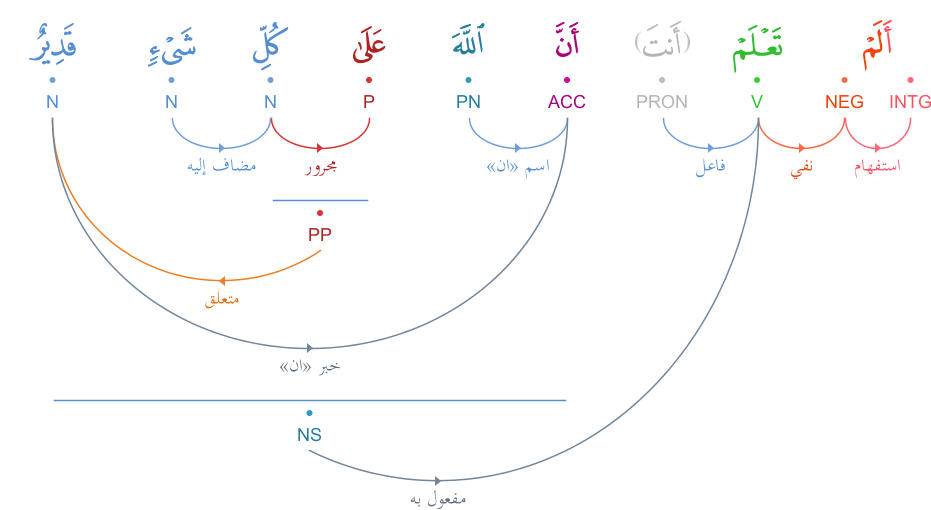 أَلَمْ تَعْلَمْ (أَنتَ) أَنَّ ٱللَّهَ عَلَىٰ كُلِّ شَىْءٍ قَدِيرٌ
INTG NEG V PRON ACC PN P N N N
استفهام نفي فاعل اسم «ان» مجرور مضاف إليه
PP
متعلق
خبر «ان»
NS
مفعول به